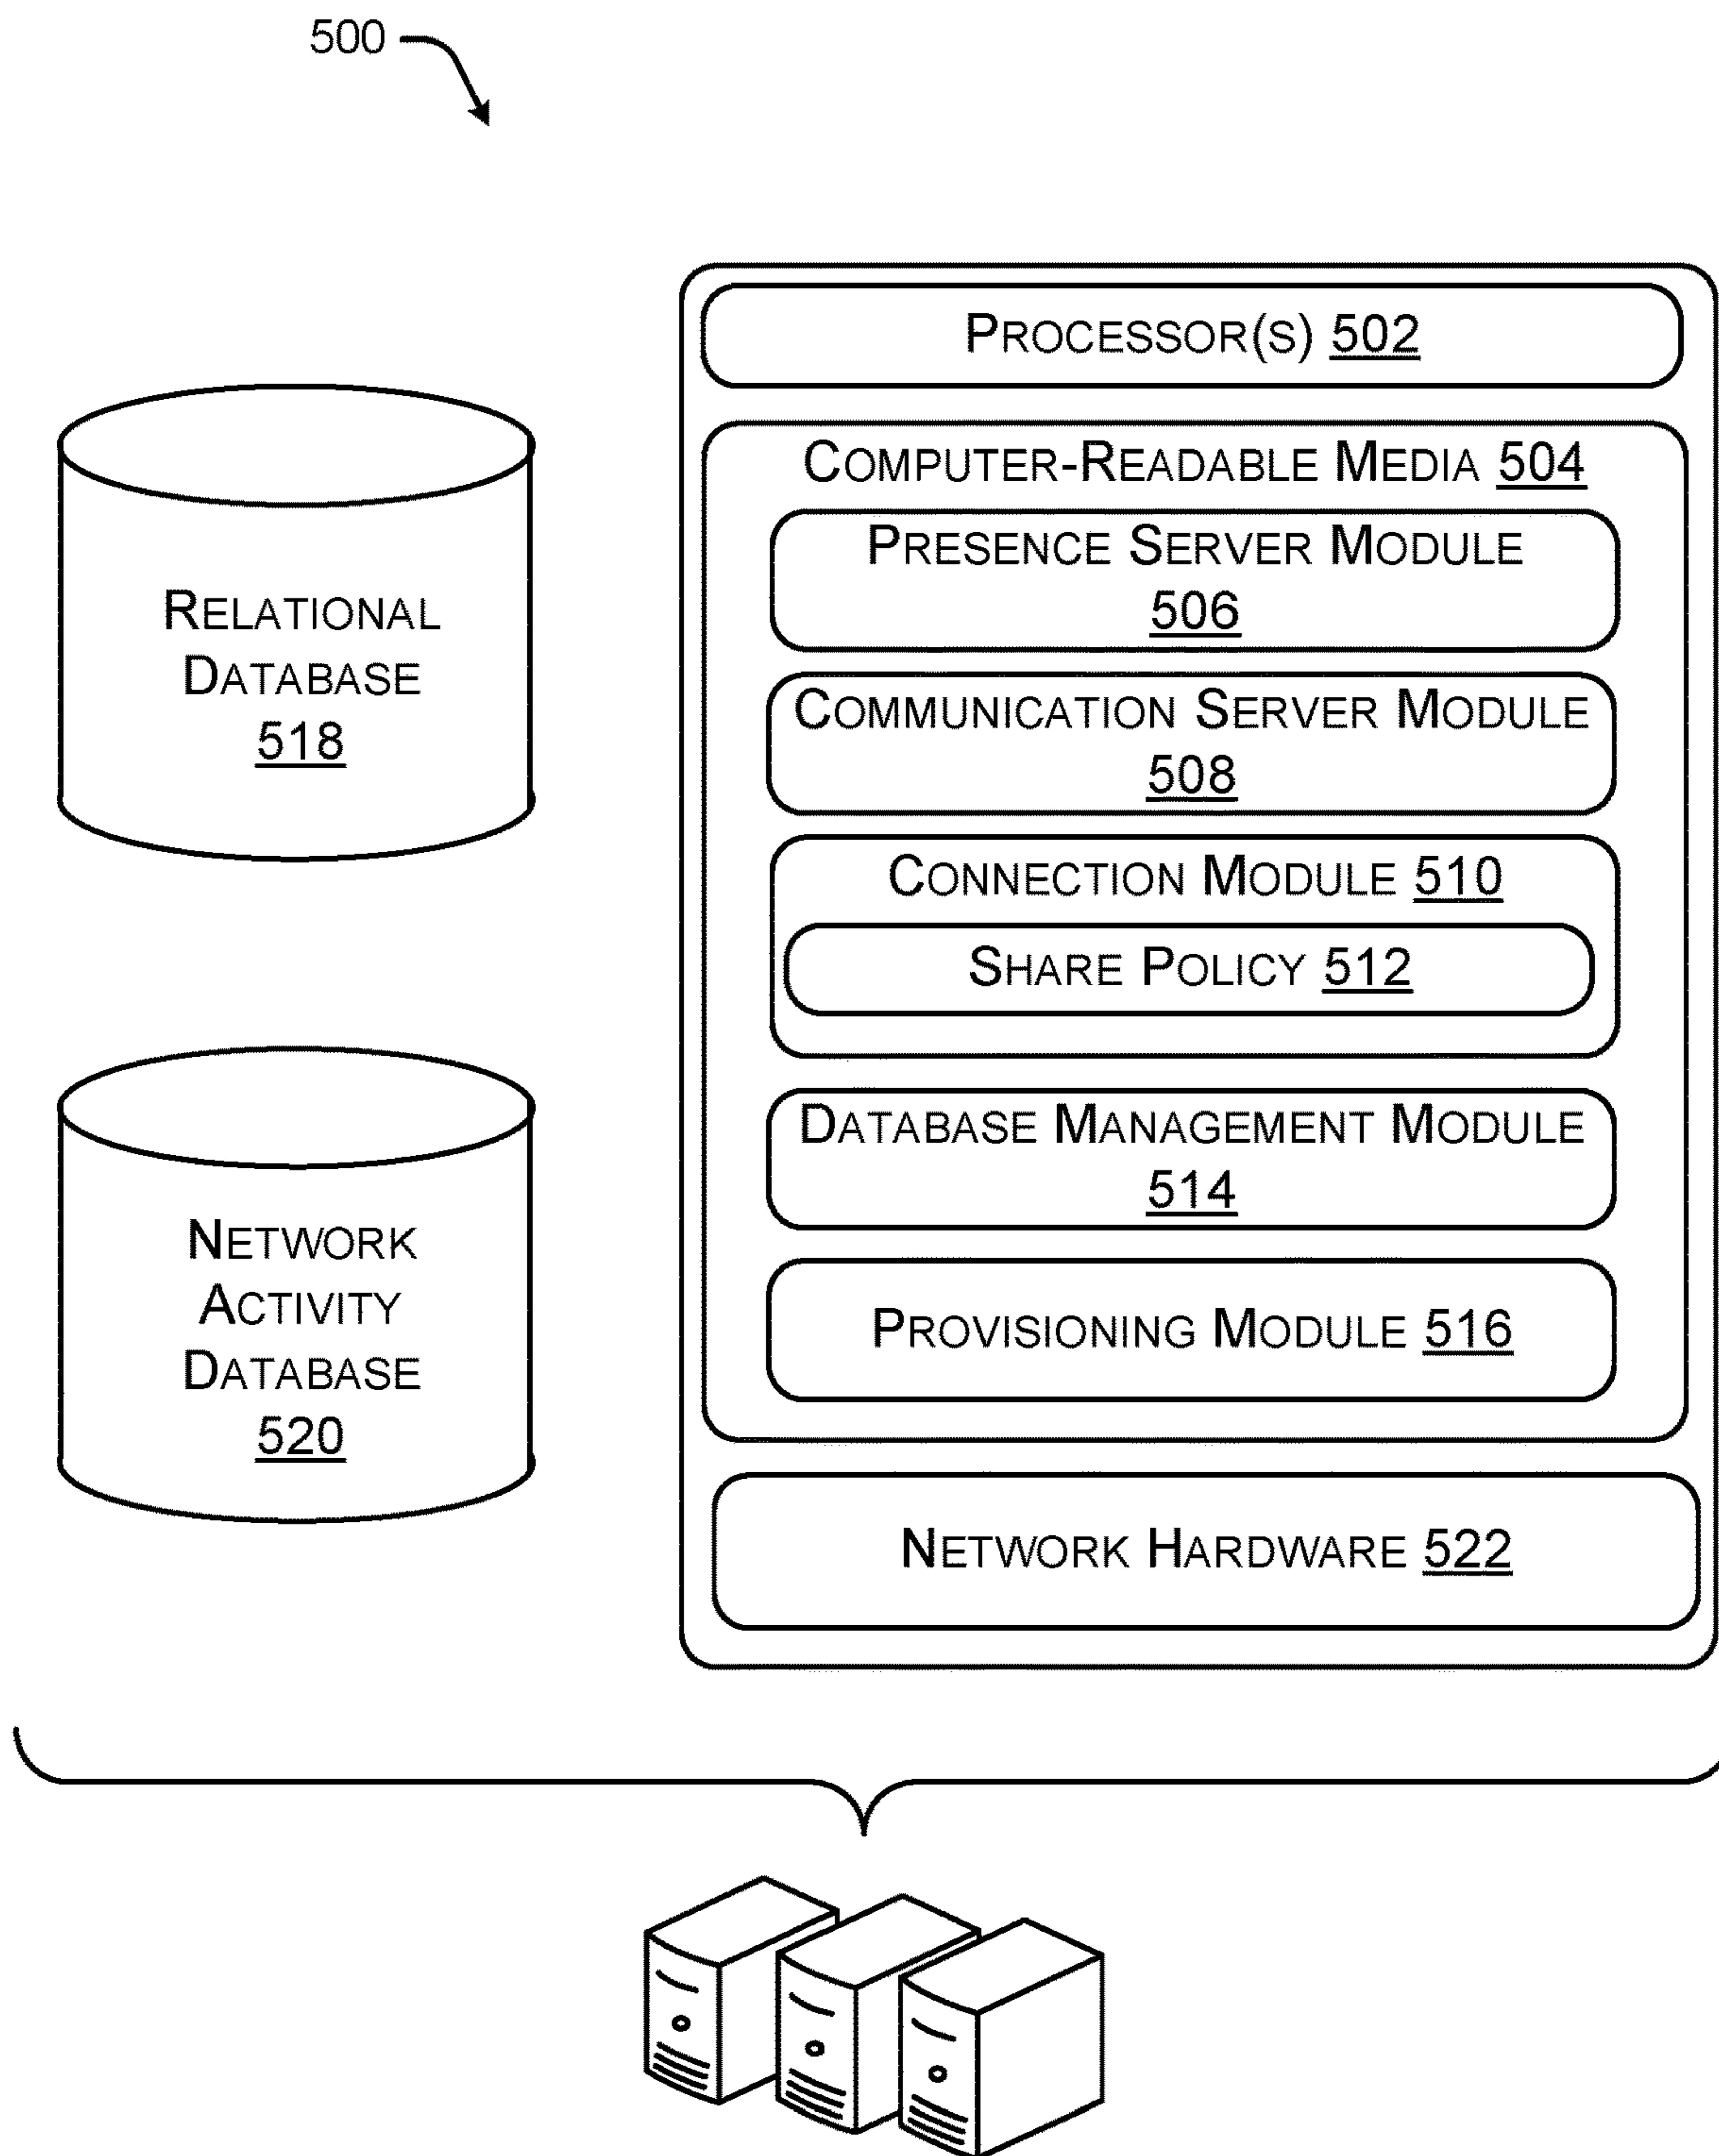 500
RELATIONAL
DATABASE
518
NETWORK
ACTIVITY
DATABASE
520
PROCESSOR(S) 502
COMPUTER-READABLE MEDIA 504
PRESENCE SERVER MODULE
506
COMMUNICATION SERVER MODULE
508
CONNECTION MODULE 510
SHARE POLICY 512
DATABASE MANAGEMENT MODULE
514
PROVISIONING MODULE 516
NETWORK HARDWARE 522